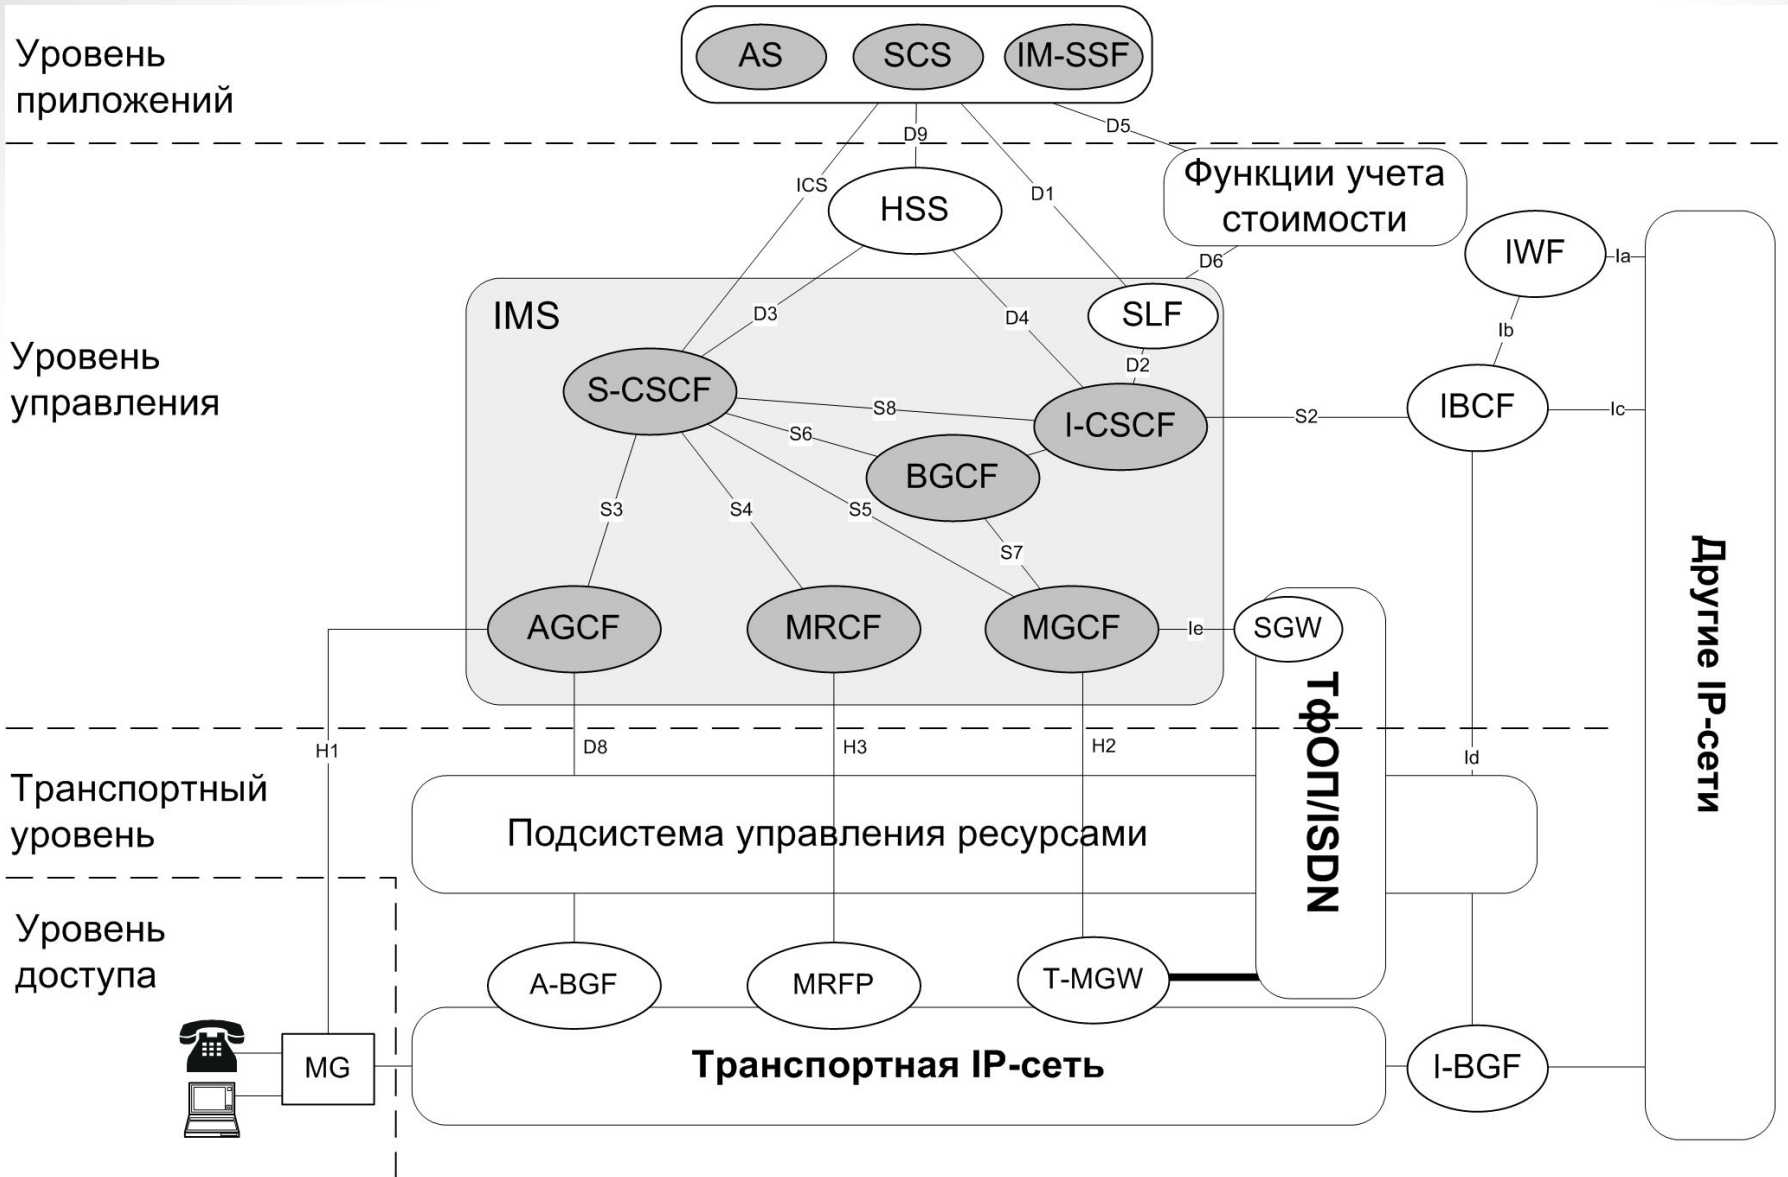 Уровень
приложений
AS
SCS
IM-SSF
D9
D5
ICS
HSS
D1
Функции учета
стоимости
D6
IWF
Ia
IMS
D3
D4
SLF
Ib
Уровень
управления
D2
S-CSCF
S8
I-CSCF
S2
IBCF
Ic
S6
BGCF
S3
S4
S5
S7
AGCF
MRCF
MGCF
Ie
SGW
ТфОП/ISDN
Другие IP-сети
H1
D8
H3
H2
Id
Транспортный
уровень
Подсистема управления ресурсами
Уровень
доступа
A-BGF
MRFP
T-MGW
MG
Транспортная IP-сеть
I-BGF